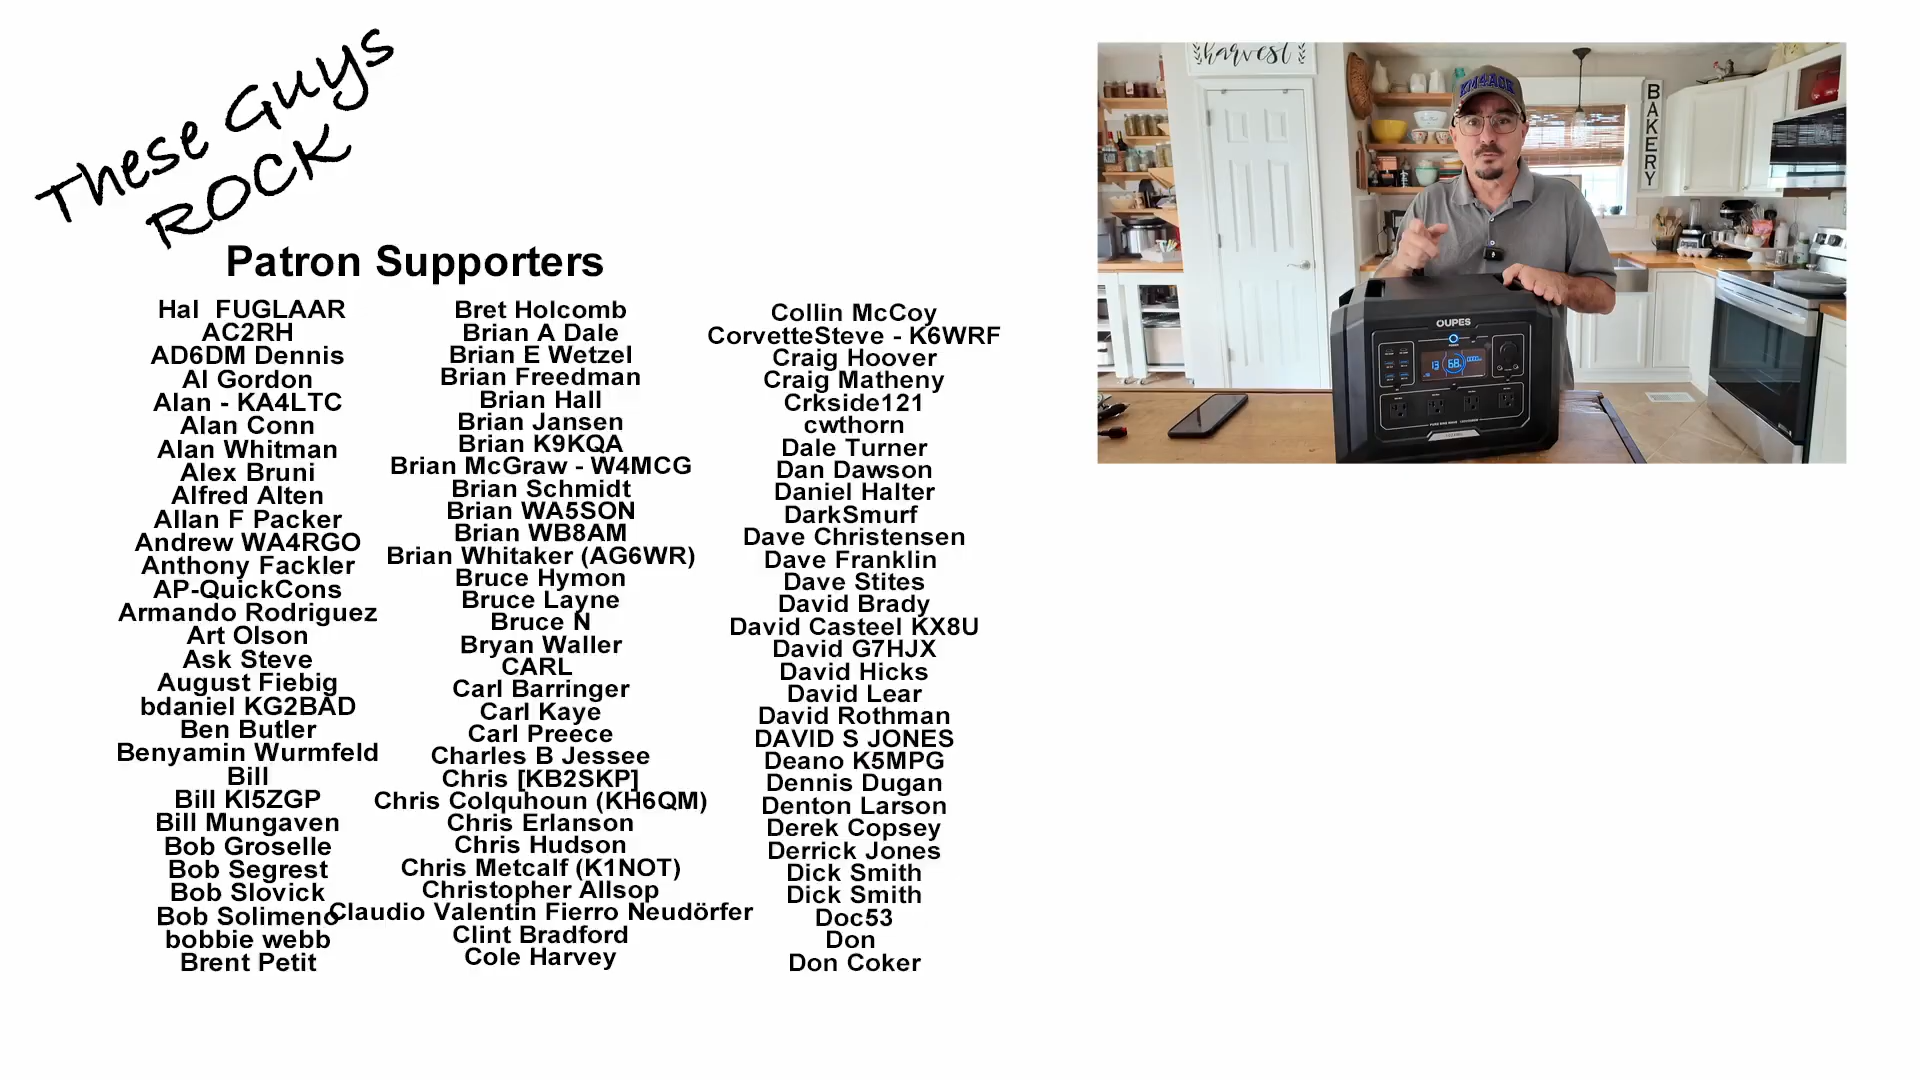 These Guys
ROCK
Patron Supporters
Hal FUGLAAR
AC2RH
AD6DM Dennis
Al Gordon
Alan - KA4LTC
Alan Conn
Alan Whitman
Alex Bruni
Alfred Alten
Allan F Packer
Andrew WA4RGO
Anthony Fackler
AP-QuickCons
Armando Rodriguez
Art Olson
Ask Steve
August Fiebig
bdaniel KG2BAD
Ben Butler
Benyamin Wurmfeld
Bill
Bill KI5ZGP
Bill Mungaven
Bob Groselle
Bob Segrest
Bob Slovick
Bob Solimeno
bobbie webb
Brent Petit
Bret Holcomb
Brian A Dale
Brian E Wetzel
Brian Freedman
Brian Hall
Brian Jansen
Brian K9KQA
Brian McGraw - W4MCG
Brian Schmidt
Brian WA5SON
Brian WB8AM
Brian Whitaker (AG6WR)
Bruce Hymon
Bruce Layne
Bruce N
Bryan Waller
CARL
Carl Barringer
Carl Kaye
Carl Preece
Charles B Jessee
Chris [KB2SKP]
Chris Colquhoun (KH6QM)
Chris Erlanson
Chris Hudson
Chris Metcalf (K1NOT)
Christopher Allsop
Claudio Valentin Fierro Neudörfer
Clint Bradford
Cole Harvey
Collin McCoy
CorvetteSteve - K6WRF
Craig Hoover
Craig Matheny
Crkside121
cwthorn
Dale Turner
Dan Dawson
Daniel Halter
DarkSmurf
Dave Christensen
Dave Franklin
Dave Stites
David Brady
David Casteel KX8U
David G7HJX
David Hicks
David Lear
David Rothman
DAVID S JONES
Deano K5MPG
Dennis Dugan
Denton Larson
Derek Copsey
Derrick Jones
Dick Smith
Dick Smith
Doc53
Don
Don Coker
harvest
KM4ACK
BAKERY
OUPES
13
68